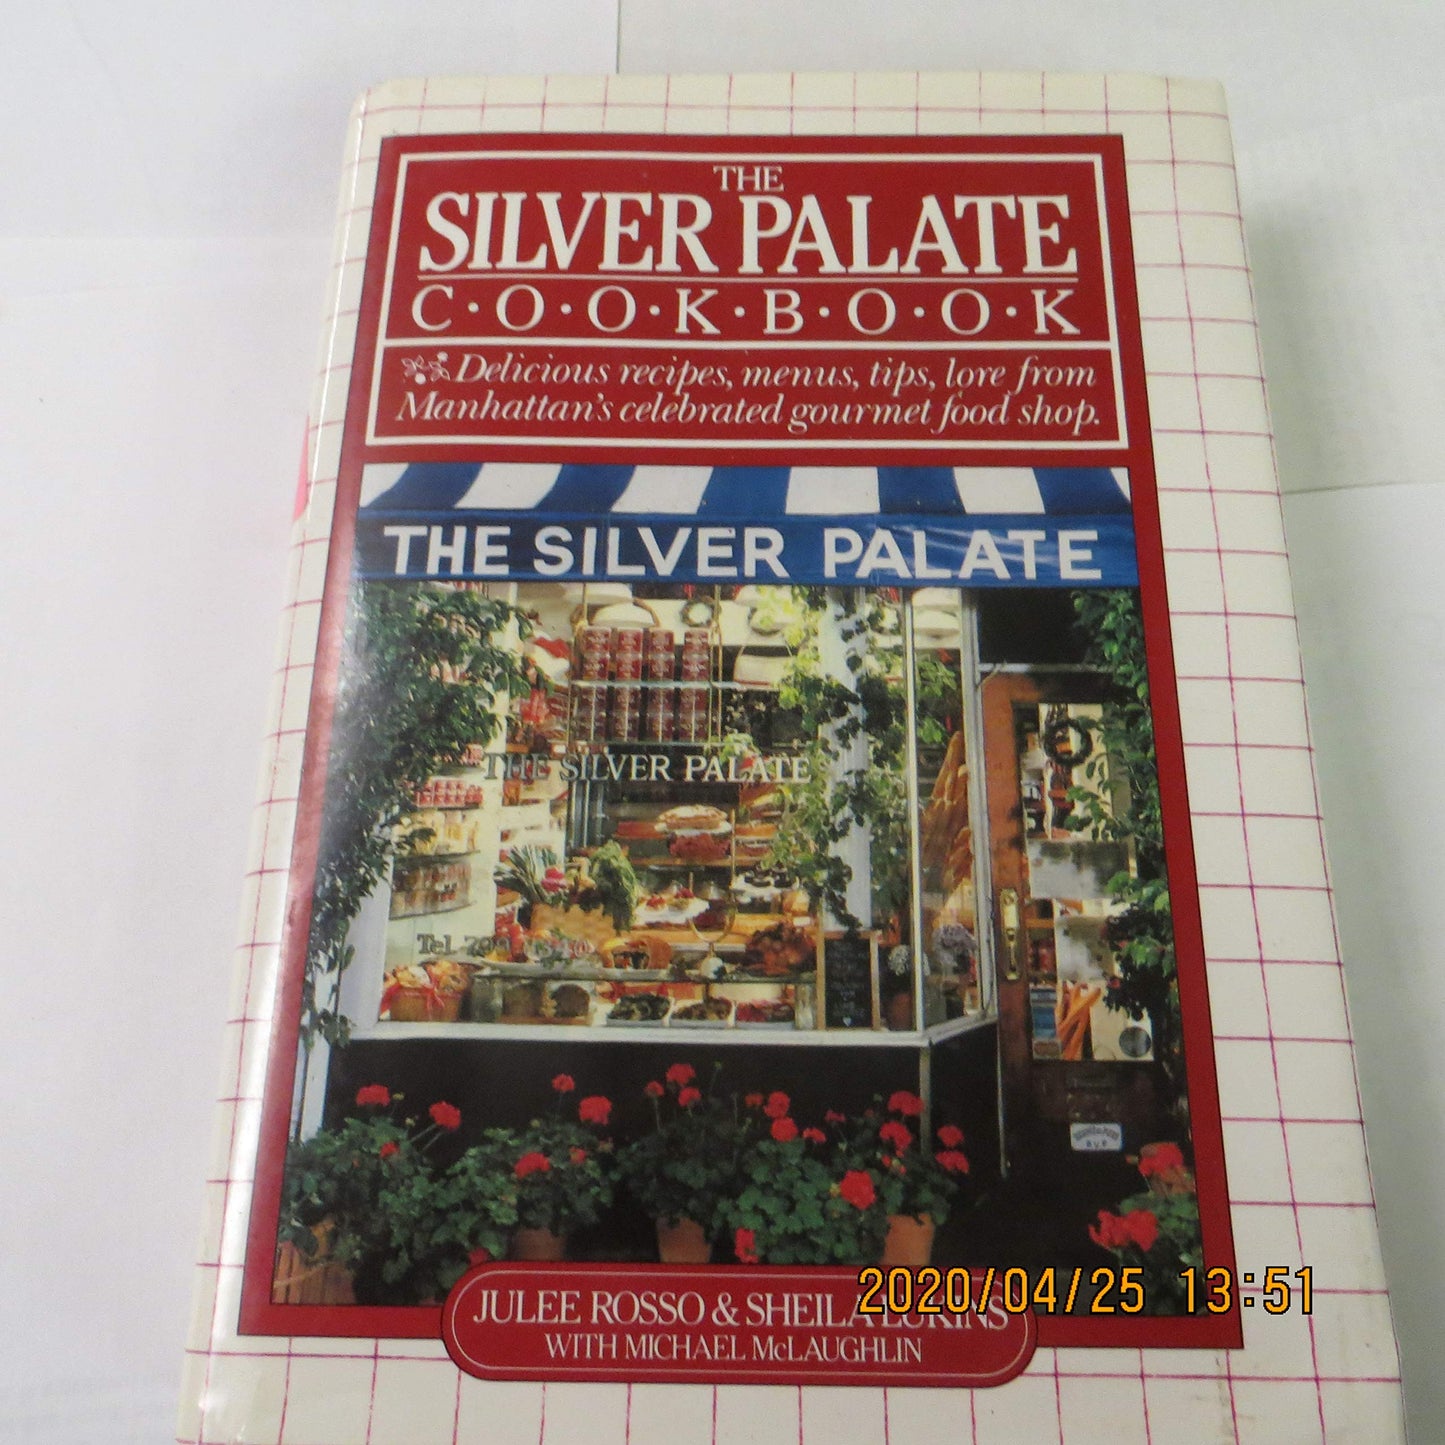 THE
SILVER PALATE
C·O·O·K·B·O·O·K
Delicious recipes, menus, tips, lore from
Manhattan's celebrated gourmet food shop.
THE SILVER PALATE
THE SILVER PALATE
Tel.
JULEE ROSSO & SHEILA LUKINS
WITH MICHAEL McLAUGHLIN
2020/04/25 13:51